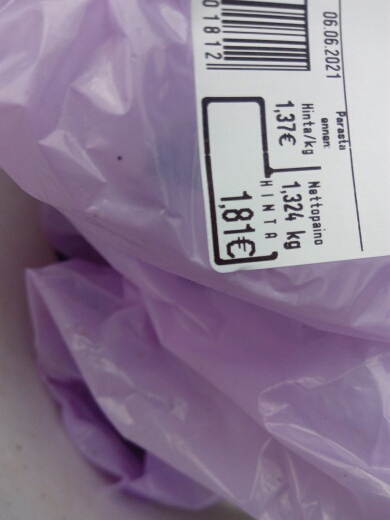 01812
06.06.2021
Parasta
ennen:
Hinta/kg
1,37€
Nettopaino
1,324 kg
HINTA
1,81€